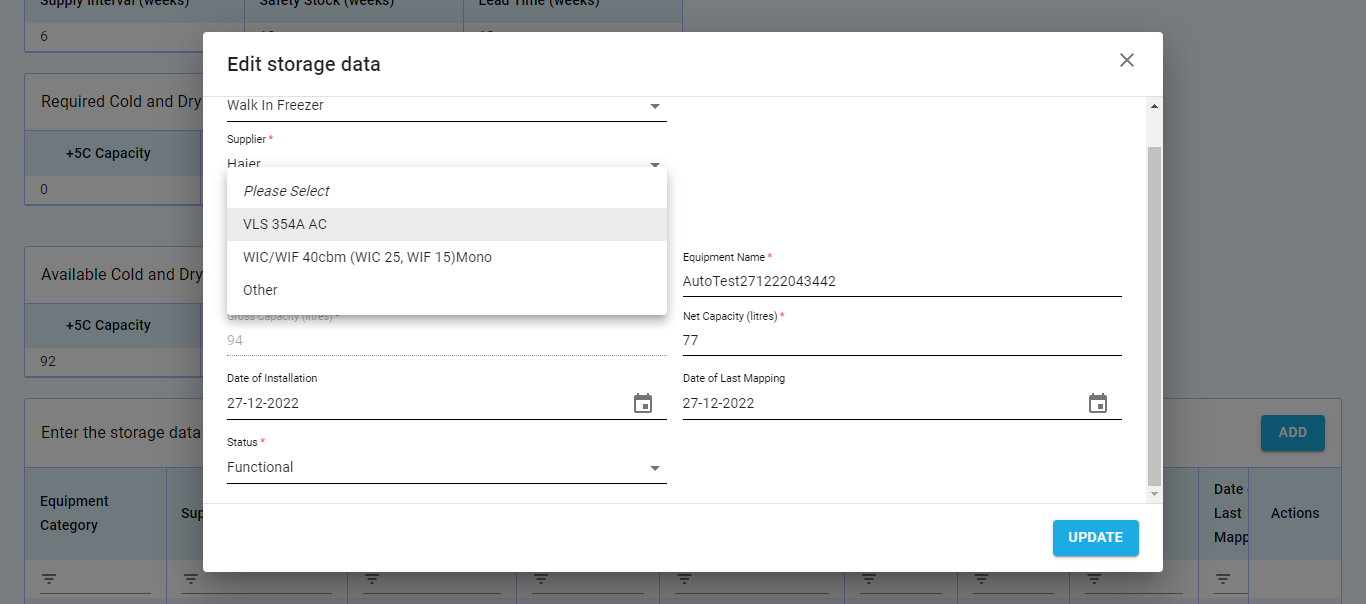 Supply Interval (weeks) Safety Stock (weeks) Lead Time (weeks)
6
Edit storage data
Required Cold and Dry
Walk In Freezer
Supplier *
+5C Capacity
Haier
0
Please Select
VLS 354A AC
WIC/WIF 40cbm (WIC 25, WIF 15)Mono
Other
Available Cold and Dry
Equipment Name *
AutoTest271222043442
+5C Capacity
Gross Capacity (litres) * Net Capacity (litres) *
94 77
92
Date of Installation Date of Last Mapping
27-12-2022 27-12-2022
Enter the storage data
ADD
Status *
Functional
Equipment
Category
Sup
Date
Last
Mapp
Actions
UPDATE